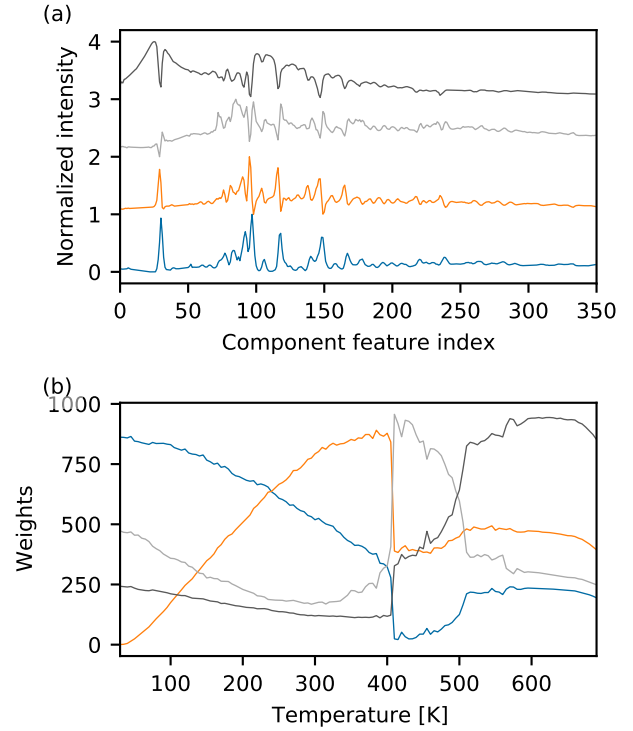 (a)
4
3
2
1
0
Normalized intensity
0 50 100 150 200 250 300 350
Component feature index
(b)
1000
750
500
250
0
Weights
100 200 300 400 500 600
Temperature [K]